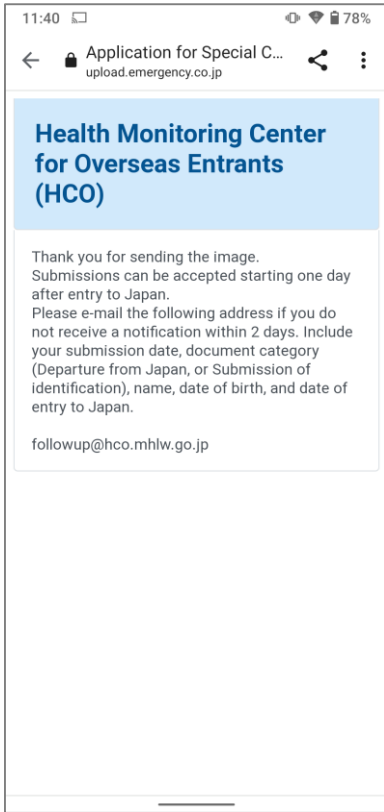 11:40 78%
Application for Special C...
upload.emergency.co.jp
Health Monitoring Center
for Overseas Entrants
(HCO)
Thank you for sending the image.
Submissions can be accepted starting one day
after entry to Japan.
Please e-mail the following address if you do
not receive a notification within 2 days. Include
your submission date, document category
(Departure from Japan, or Submission of
identification), name, date of birth, and date of
entry to Japan.
followup@hco.mhlw.go.jp